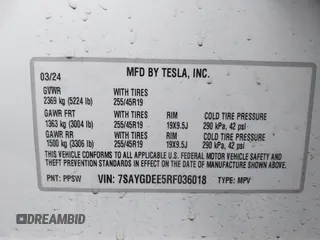 03/24 MFD BY TESLA, INC.
GVWR WITH TIRES
2369 kg (5224 lb) 255/45R19
GAWR FRT WITH TIRES RIM COLD TIRE PRESSURE
1363 kg (3004 lb) 255/45R19 19X9.5J 290 kPa, 42 psi
GAWR RR WITH TIRES RIM COLD TIRE PRESSURE
1500 kg (3306 lb) 255/45R19 19X9.5J 290 kPa, 42 psi
THIS VEHICLE CONFORMS TO ALL APPLICABLE U.S. FEDERAL MOTOR VEHICLE SAFETY AND
THEFT PREVENTION STANDARDS IN EFFECT ON THE DATE OF MANUFACTURE SHOWN ABOVE.
PNT: PPSW VIN: 7SAYGDEE5RF036018 TYPE: MPV
DREAMBID